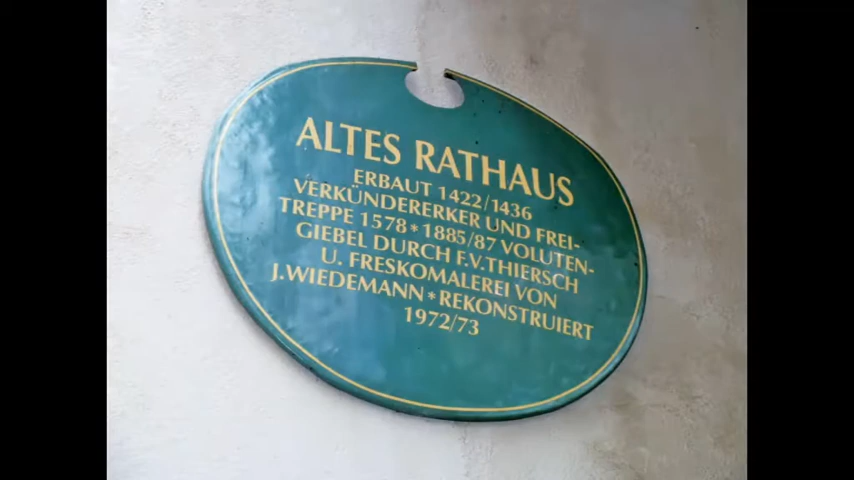 ALTES RATHAUS
ERBAUT 1422/1436
VERKÜNDERERKER UND FREI-
TREPPE 1578*1885/87 VOLUTEN-
GIEBEL DURCH F.V.THIERSCH
U. FRESKOMALEREI VON
J.WIEDEMANN*REKONSTRUIERT
1972/73